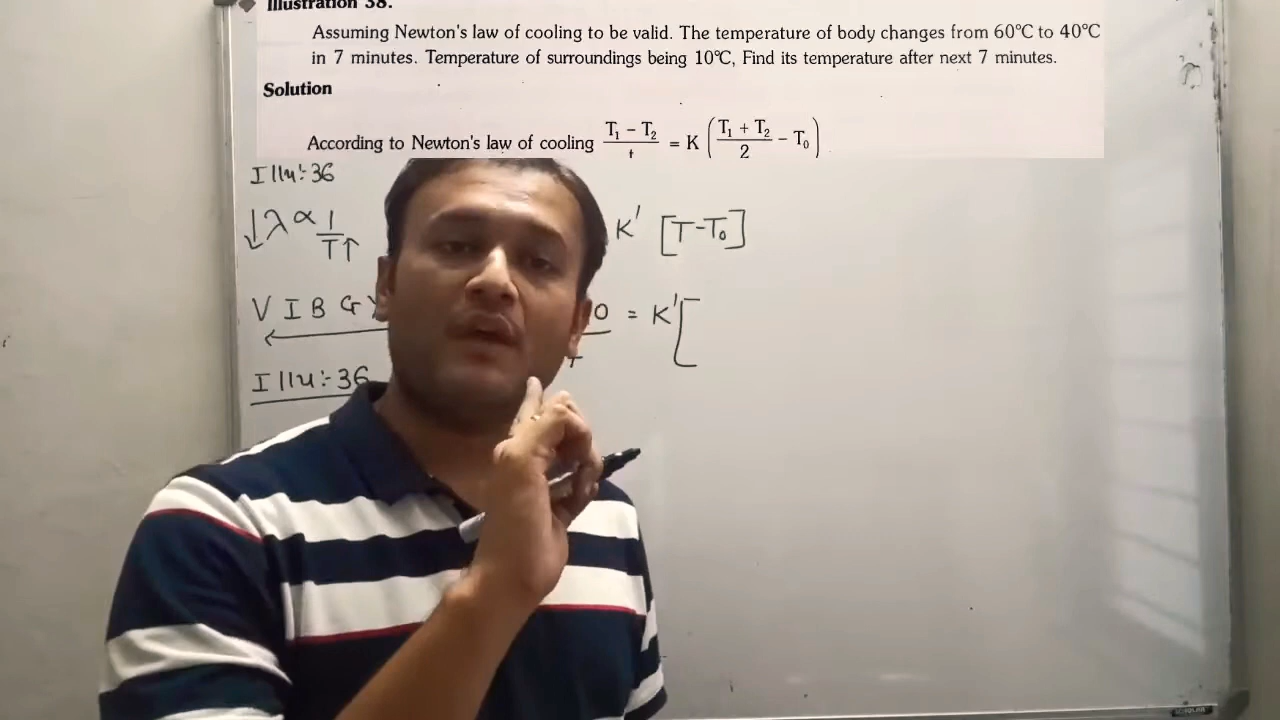 Illustration 38.
Assuming Newton's law of cooling to be valid. The temperature of body changes from 60°C to 40°C
in 7 minutes. Temperature of surroundings being 10°C, Find its temperature after next 7 minutes.
Solution
According to Newton's law of cooling (T₁ − T₂)/t = K ((T₁ + T₂)/2 − T₀)
Illu:- 36
↓λ ∝ 1/T↑
K' [T-T₀]
V I B G Y
0 = K' [
Illu:- 36